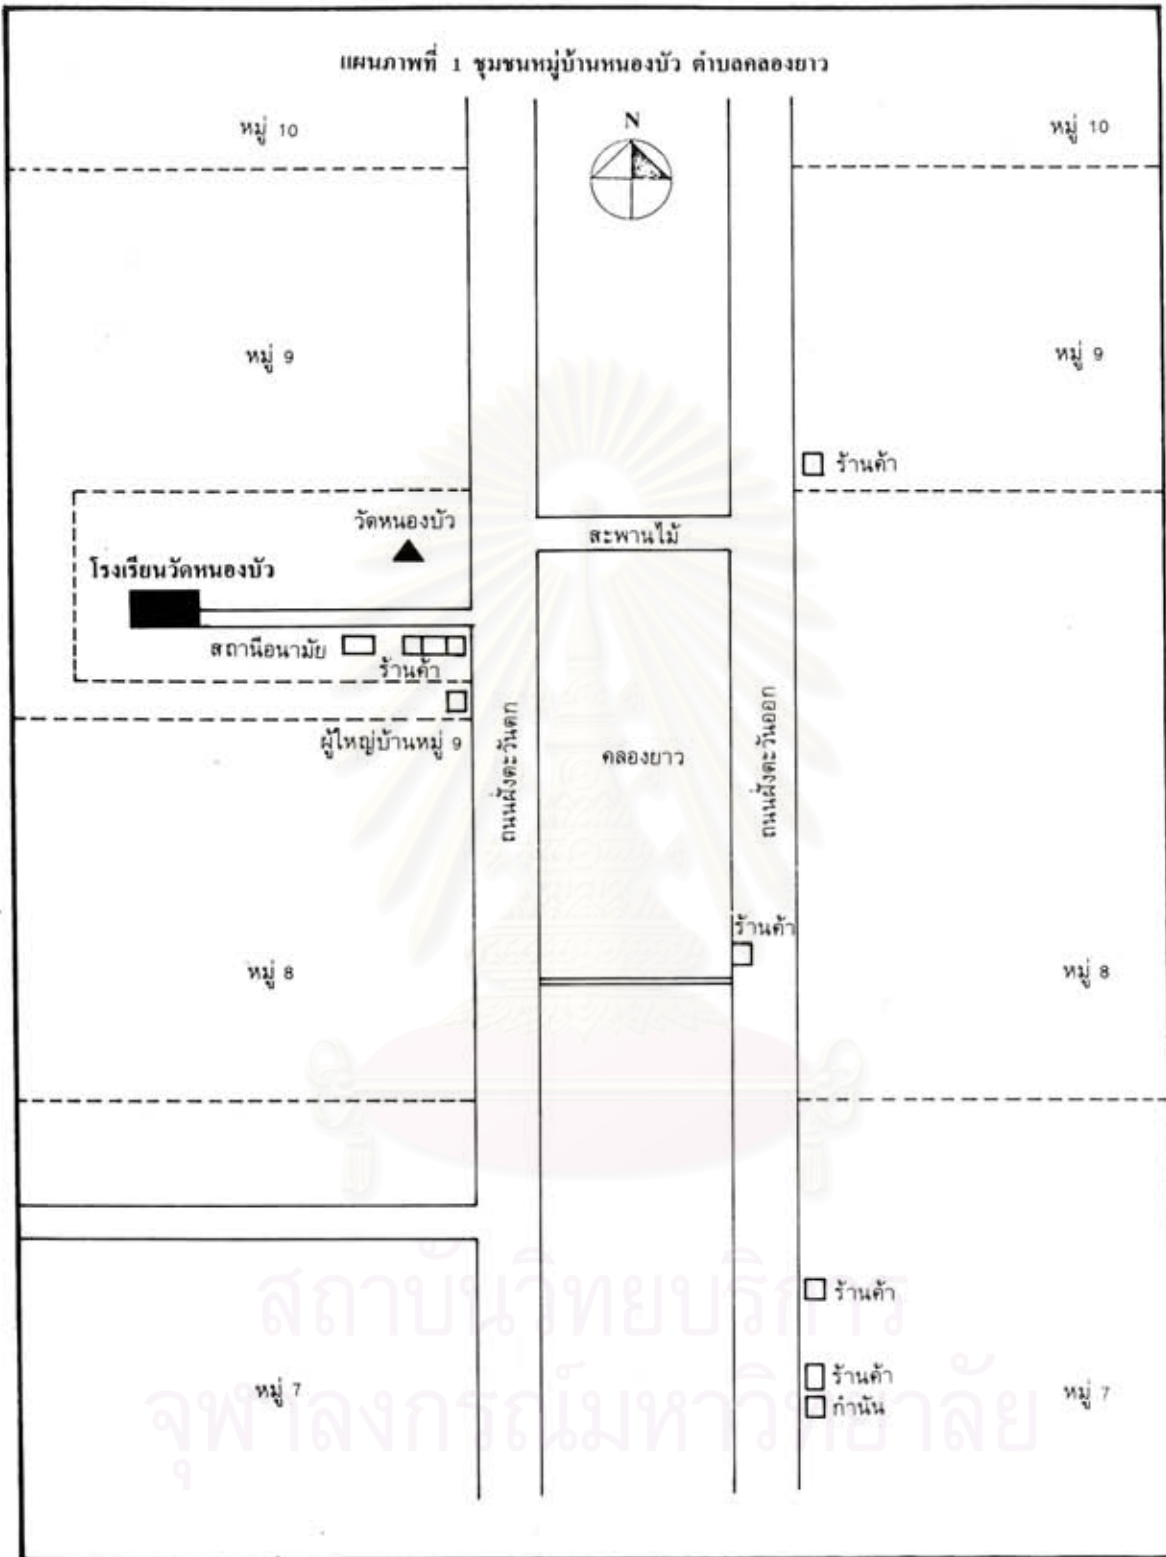 แผนภาพที่ 1 ชุมชนหมู่บ้านหนองบัว ตำบลคลองยาว
N
หมู่ 10
หมู่ 10
หมู่ 9
หมู่ 9
ร้านค้า
วัดหนองบัว
สะพานไม้
โรงเรียนวัดหนองบัว
สถานีอนามัย
ร้านค้า
ผู้ใหญ่บ้านหมู่ 9
ถนนฝั่งตะวันตก
คลองยาว
ถนนฝั่งตะวันออก
ร้านค้า
หมู่ 8
หมู่ 8
ร้านค้า
ร้านค้า
กำนัน
หมู่ 7
หมู่ 7
สถาบันวิทยบริการ
จุฬาลงกรณ์มหาวิทยาลัย